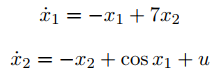 ẋ₁ = −x₁ + 7x₂
ẋ₂ = −x₂ + cos x₁ + u